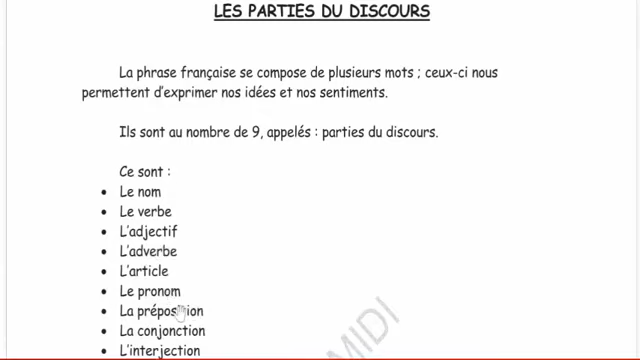 LES PARTIES DU DISCOURS
La phrase française se compose de plusieurs mots ; ceux-ci nous
permettent d'exprimer nos idées et nos sentiments.
Ils sont au nombre de 9, appelés : parties du discours.
Ce sont :
• Le nom
• Le verbe
• L'adjectif
• L'adverbe
• L'article
• Le pronom
• La préposition
• La conjonction
• L'interjection
MIDI